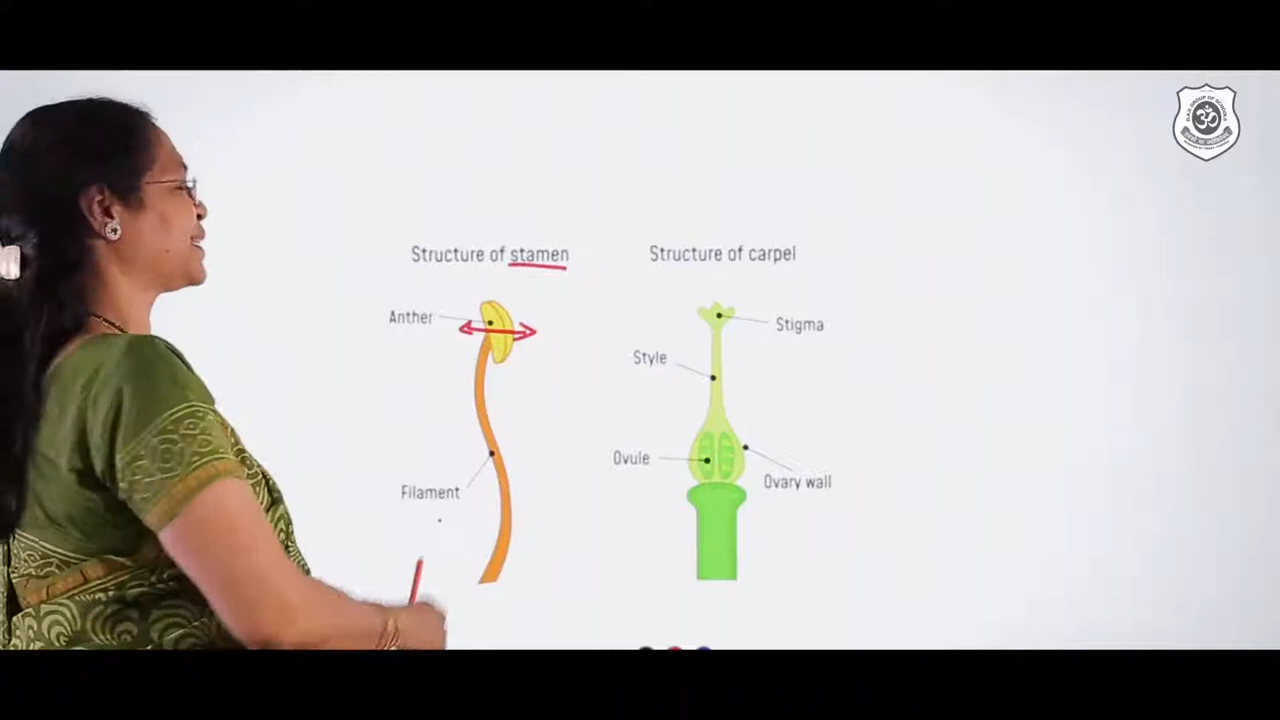 Structure of stamen
Structure of carpel
Anther
Stigma
Style
Ovule
Ovary wall
Filament